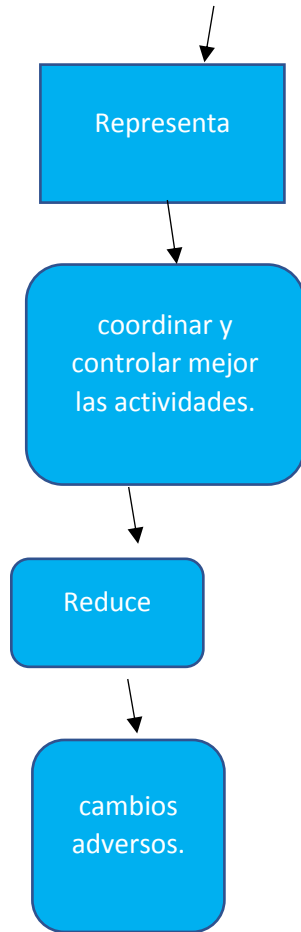 Representa
coordinar y
controlar mejor
las actividades.
Reduce
cambios
adversos.